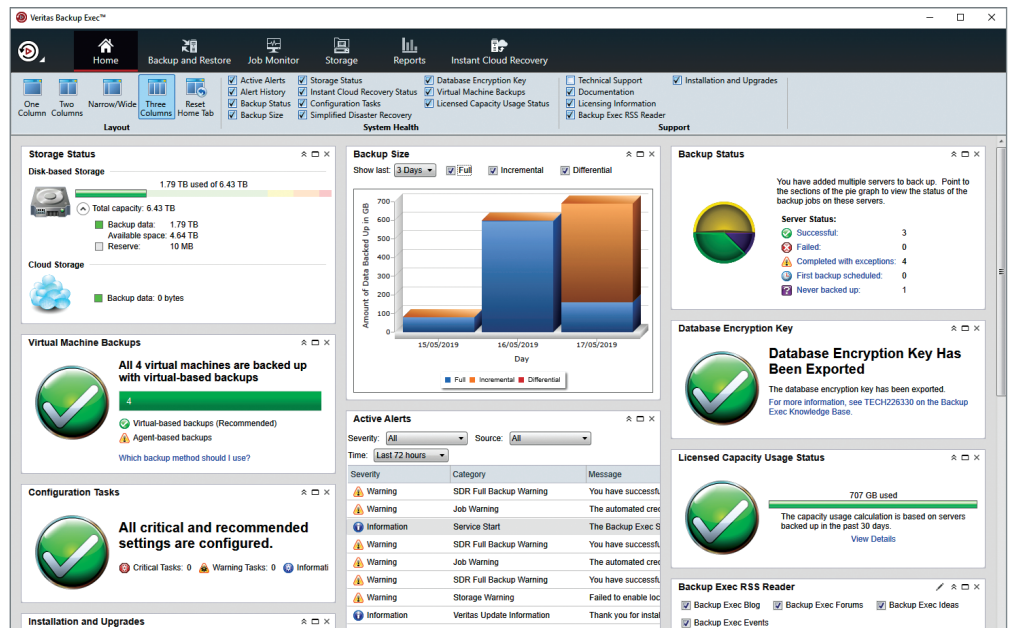 Veritas Backup Exec™
Home
Backup and Restore
Job Monitor
Storage
Reports
Instant Cloud Recovery
One Column
Two Columns
Narrow/Wide
Three Columns
Reset Home Tab
Layout
Active Alerts
Alert History
Backup Status
Backup Size
Storage Status
Instant Cloud Recovery Status
Configuration Tasks
Simplified Disaster Recovery
Database Encryption Key
Virtual Machine Backups
Licensed Capacity Usage Status
System Health
Technical Support
Documentation
Licensing Information
Backup Exec RSS Reader
Installation and Upgrades
Support
Storage Status
Disk-based Storage
1.79 TB used of 6.43 TB
Total capacity: 6.43 TB
Backup data: 1.79 TB
Available space: 4.64 TB
Reserve: 10 MB
Cloud Storage
Backup data: 0 bytes
Virtual Machine Backups
All 4 virtual machines are backed up
with virtual-based backups
4
Virtual-based backups (Recommended)
Agent-based backups
Which backup method should I use?
Configuration Tasks
All critical and recommended
settings are configured.
Critical Tasks: 0 Warning Tasks: 0 Informati
Installation and Upgrades
Backup Size
Show last: 3 Days Full Incremental Differential
Amount of Data Backed Up in GB
700
600
500
400
300
200
100
0
15/05/2019 16/05/2019 17/05/2019
Day
Full Incremental Differential
Active Alerts
Severity: All Source: All
Time: Last 72 hours
Severity Category Message
Warning SDR Full Backup Warning You have successfu
Warning Job Warning The automated cred
Information Service Start The Backup Exec S
Warning SDR Full Backup Warning You have successfu
Warning Job Warning The automated cred
Warning SDR Full Backup Warning You have successfu
Warning Storage Warning Failed to enable loc
Information Veritas Update Information Thank you for instal
Backup Status
You have added multiple servers to back up. Point to
the sections of the pie graph to view the status of the
backup jobs on these servers.
Server Status:
Successful: 3
Failed: 0
Completed with exceptions: 4
First backup scheduled: 0
Never backed up: 1
Database Encryption Key
Database Encryption Key Has
Been Exported
The database encryption key has been exported.
For more information, see TECH226330 on the Backup
Exec Knowledge Base.
Licensed Capacity Usage Status
707 GB used
The capacity usage calculation is based on servers
backed up in the past 30 days.
View Details
Backup Exec RSS Reader
Backup Exec Blog Backup Exec Forums Backup Exec Ideas
Backup Exec Events